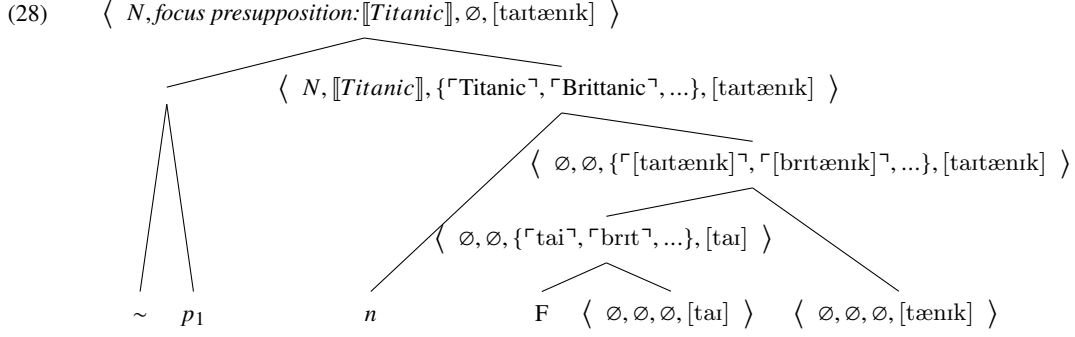 (28) ⟨ N, focus presupposition: ⟦Titanic⟧, ∅, [taɪtænɪk] ⟩
⟨ N, ⟦Titanic⟧, {⌜Titanic⌝, ⌜Brittanic⌝, ...}, [taɪtænɪk] ⟩
⟨ ∅, ∅, {⌜[taɪtænɪk]⌝, ⌜[brɪtænɪk]⌝, ...}, [taɪtænɪk] ⟩
⟨ ∅, ∅, {⌜tai⌝, ⌜brɪt⌝, ...}, [taɪ] ⟩
∼ p₁ n F ⟨ ∅, ∅, ∅, [taɪ] ⟩ ⟨ ∅, ∅, ∅, [tænɪk] ⟩